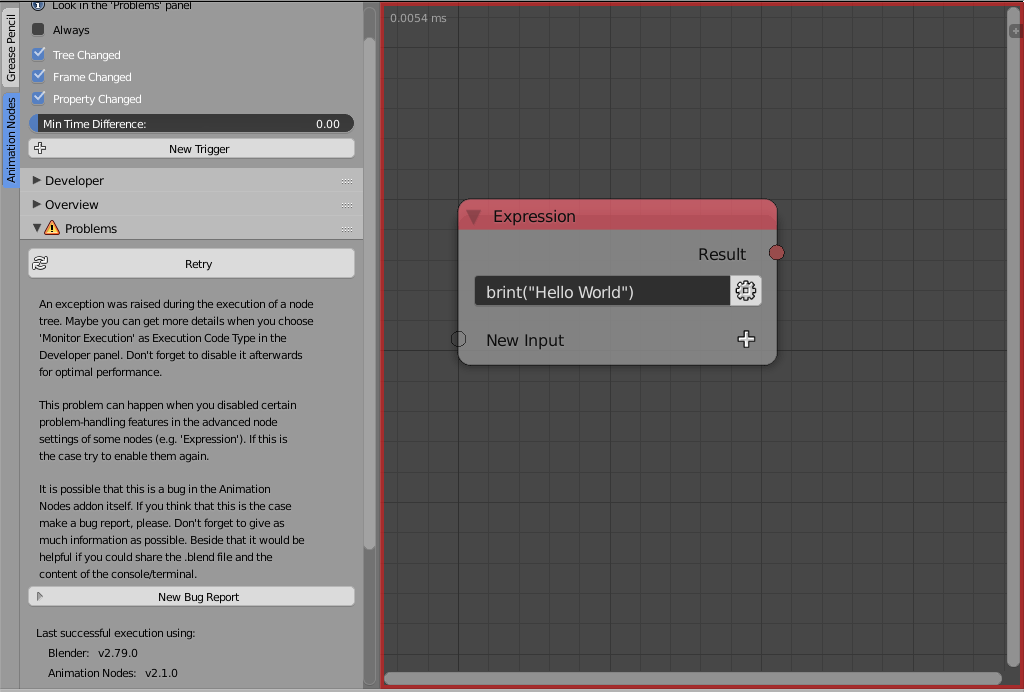 Look in the 'Problems' panel
Always
Tree Changed
Frame Changed
Property Changed
Min Time Difference: 0.00
New Trigger
Developer
Overview
Problems
Retry
An exception was raised during the execution of a node
tree. Maybe you can get more details when you choose
'Monitor Execution' as Execution Code Type in the
Developer panel. Don't forget to disable it afterwards
for optimal performance.
This problem can happen when you disabled certain
problem-handling features in the advanced node
settings of some nodes (e.g. 'Expression'). If this is
the case try to enable them again.
It is possible that this is a bug in the Animation
Nodes addon itself. If you think that this is the case
make a bug report, please. Don't forget to give as
much information as possible. Beside that it would be
helpful if you could share the .blend file and the
content of the console/terminal.
New Bug Report
Last successful execution using:
Blender: v2.79.0
Animation Nodes: v2.1.0
Grease Pencil
Animation Nodes
0.0054 ms
Expression
Result
brint("Hello World")
New Input